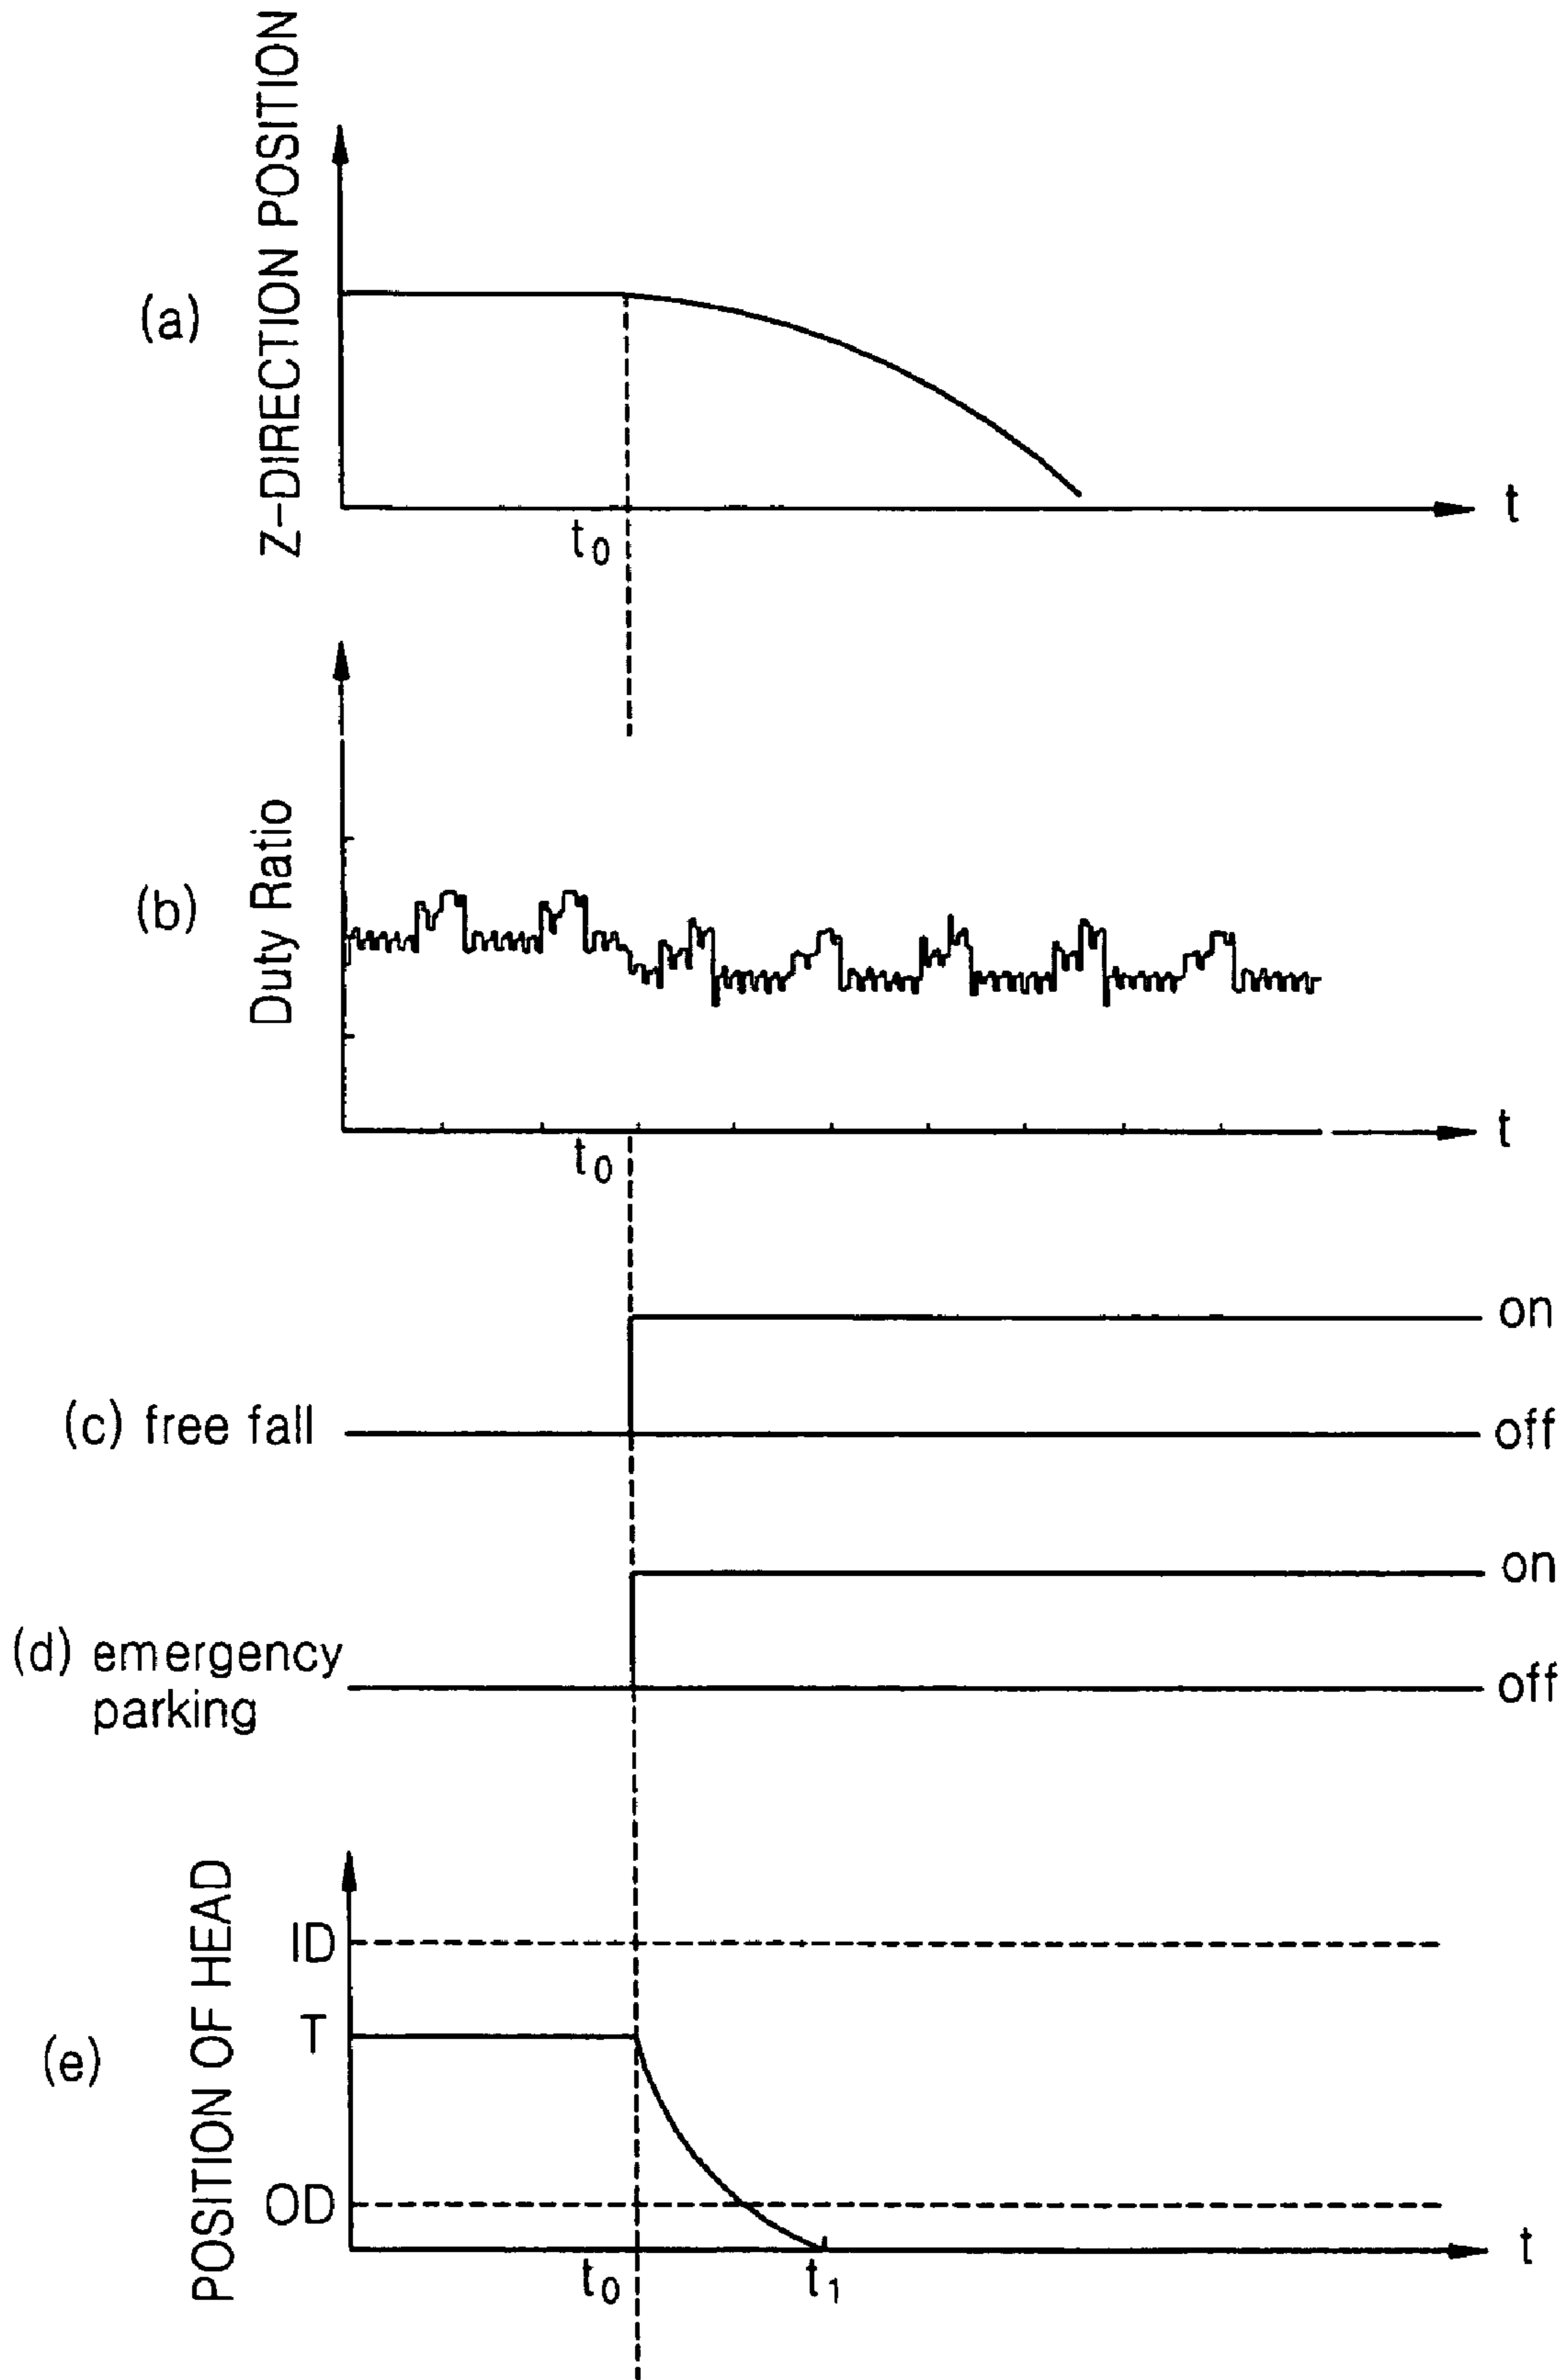 Z-DIRECTION POSITION
(a)
t
t0
Duty Ratio
(b)
t
t0
on
(c) free fall
off
on
(d) emergency
parking
off
POSITION OF HEAD
ID
T
(e)
OD
t
t0
t1